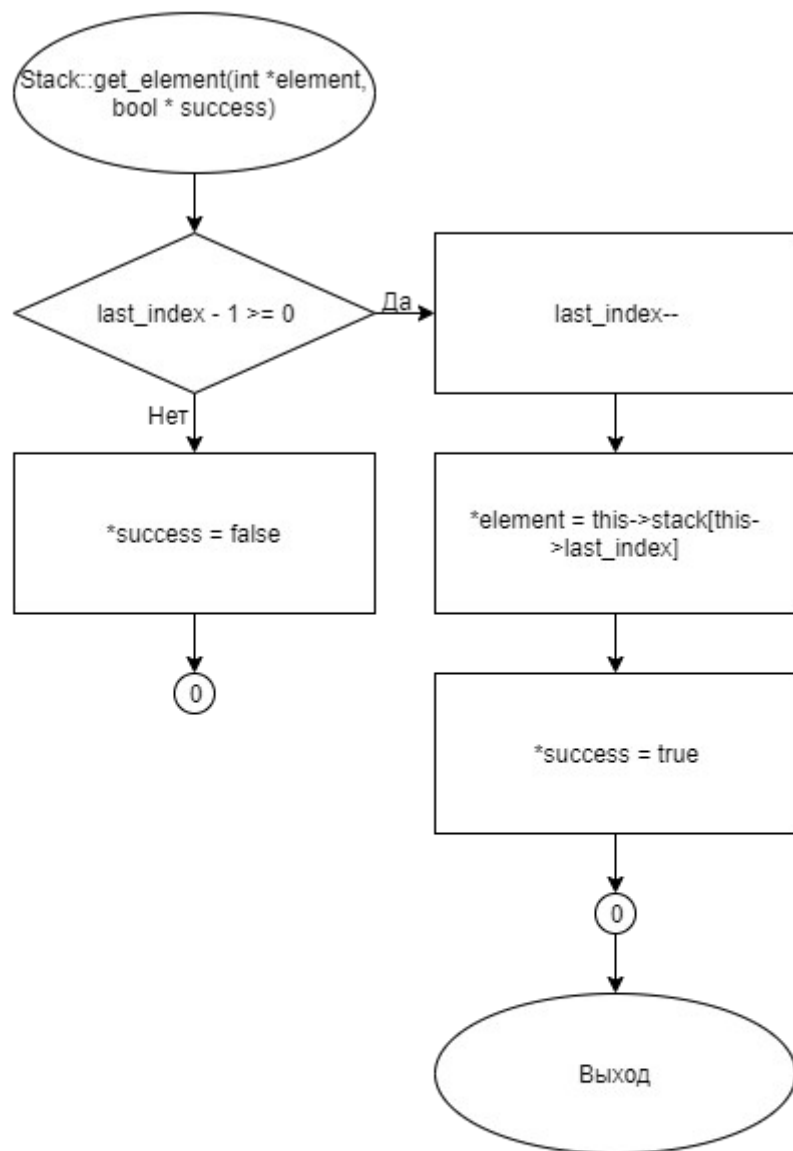 Stack::get_element(int *element,
bool * success)
last_index - 1 >= 0
Да
last_index--
Нет
*success = false
*element = this->stack[this-
>last_index]
0
*success = true
0
Выход